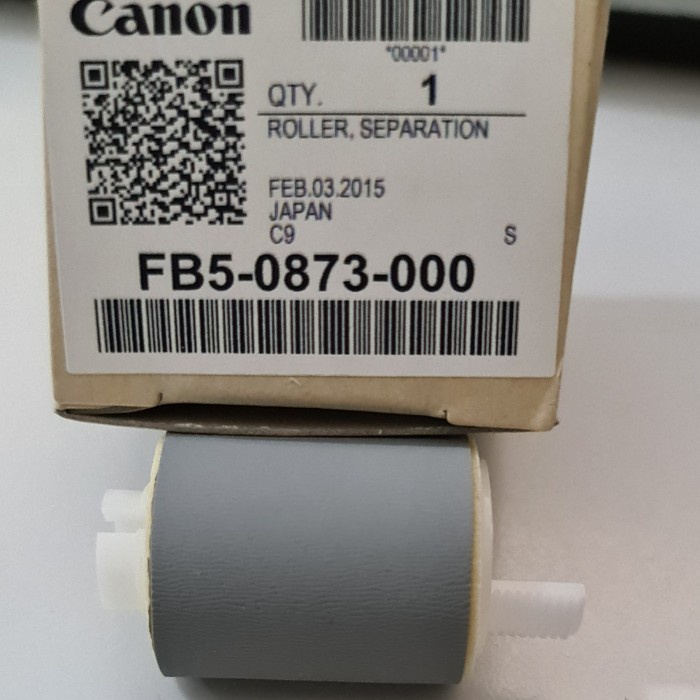 Canon
*00001*
QTY. 1
ROLLER, SEPARATION
FEB.03.2015
JAPAN
C9 S
FB5-0873-000